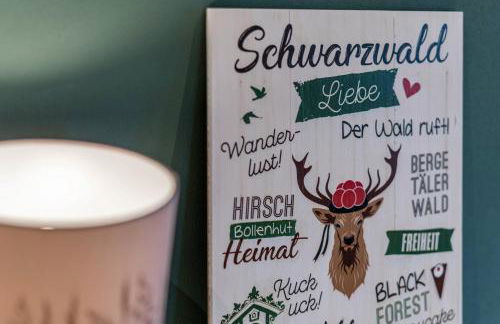 Schwarzwald
Liebe
Der Wald ruft!
Wander-
lust!
BERGE
TÄLER
WALD
HIRSCH
Bollenhut
Heimat
FREIHEIT
Kuck
uck!
BLACK
FOREST